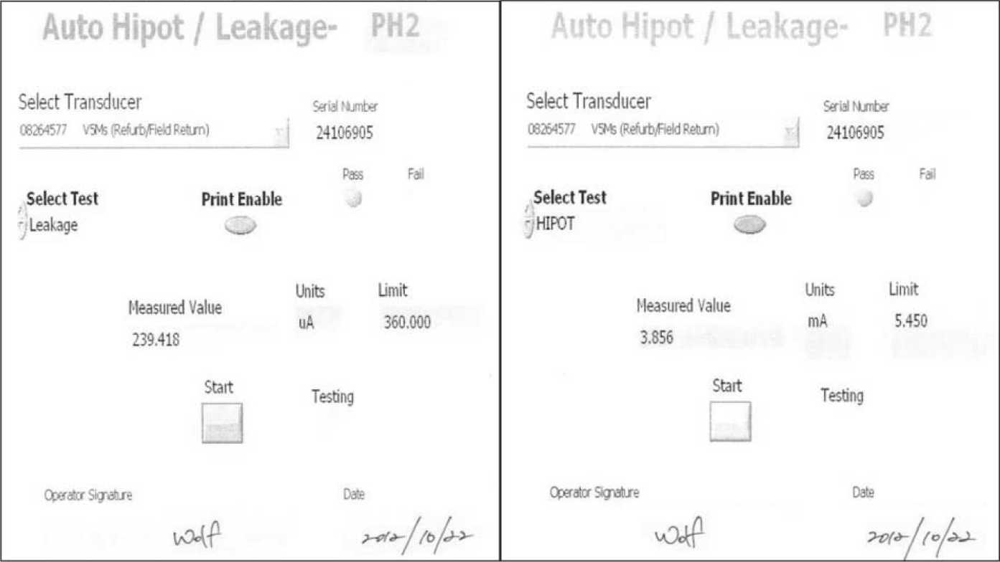 Auto Hipot / Leakage- PH2
Select Transducer
Serial Number
08264577 V5Ms (Refurb/Field Return)
24106905
Pass Fail
Select Test
Print Enable
Leakage
Units Limit
Measured Value
uA 360.000
239.418
Start
Testing
Operator Signature
Date
Wolf
2012/10/22
Auto Hipot / Leakage- PH2
Select Transducer
Serial Number
08264577 V5Ms (Refurb/Field Return)
24106905
Pass Fail
Select Test
Print Enable
HIPOT
Units Limit
Measured Value
mA 5.450
3.856
Start
Testing
Operator Signature
Date
Wolf
2012/10/22